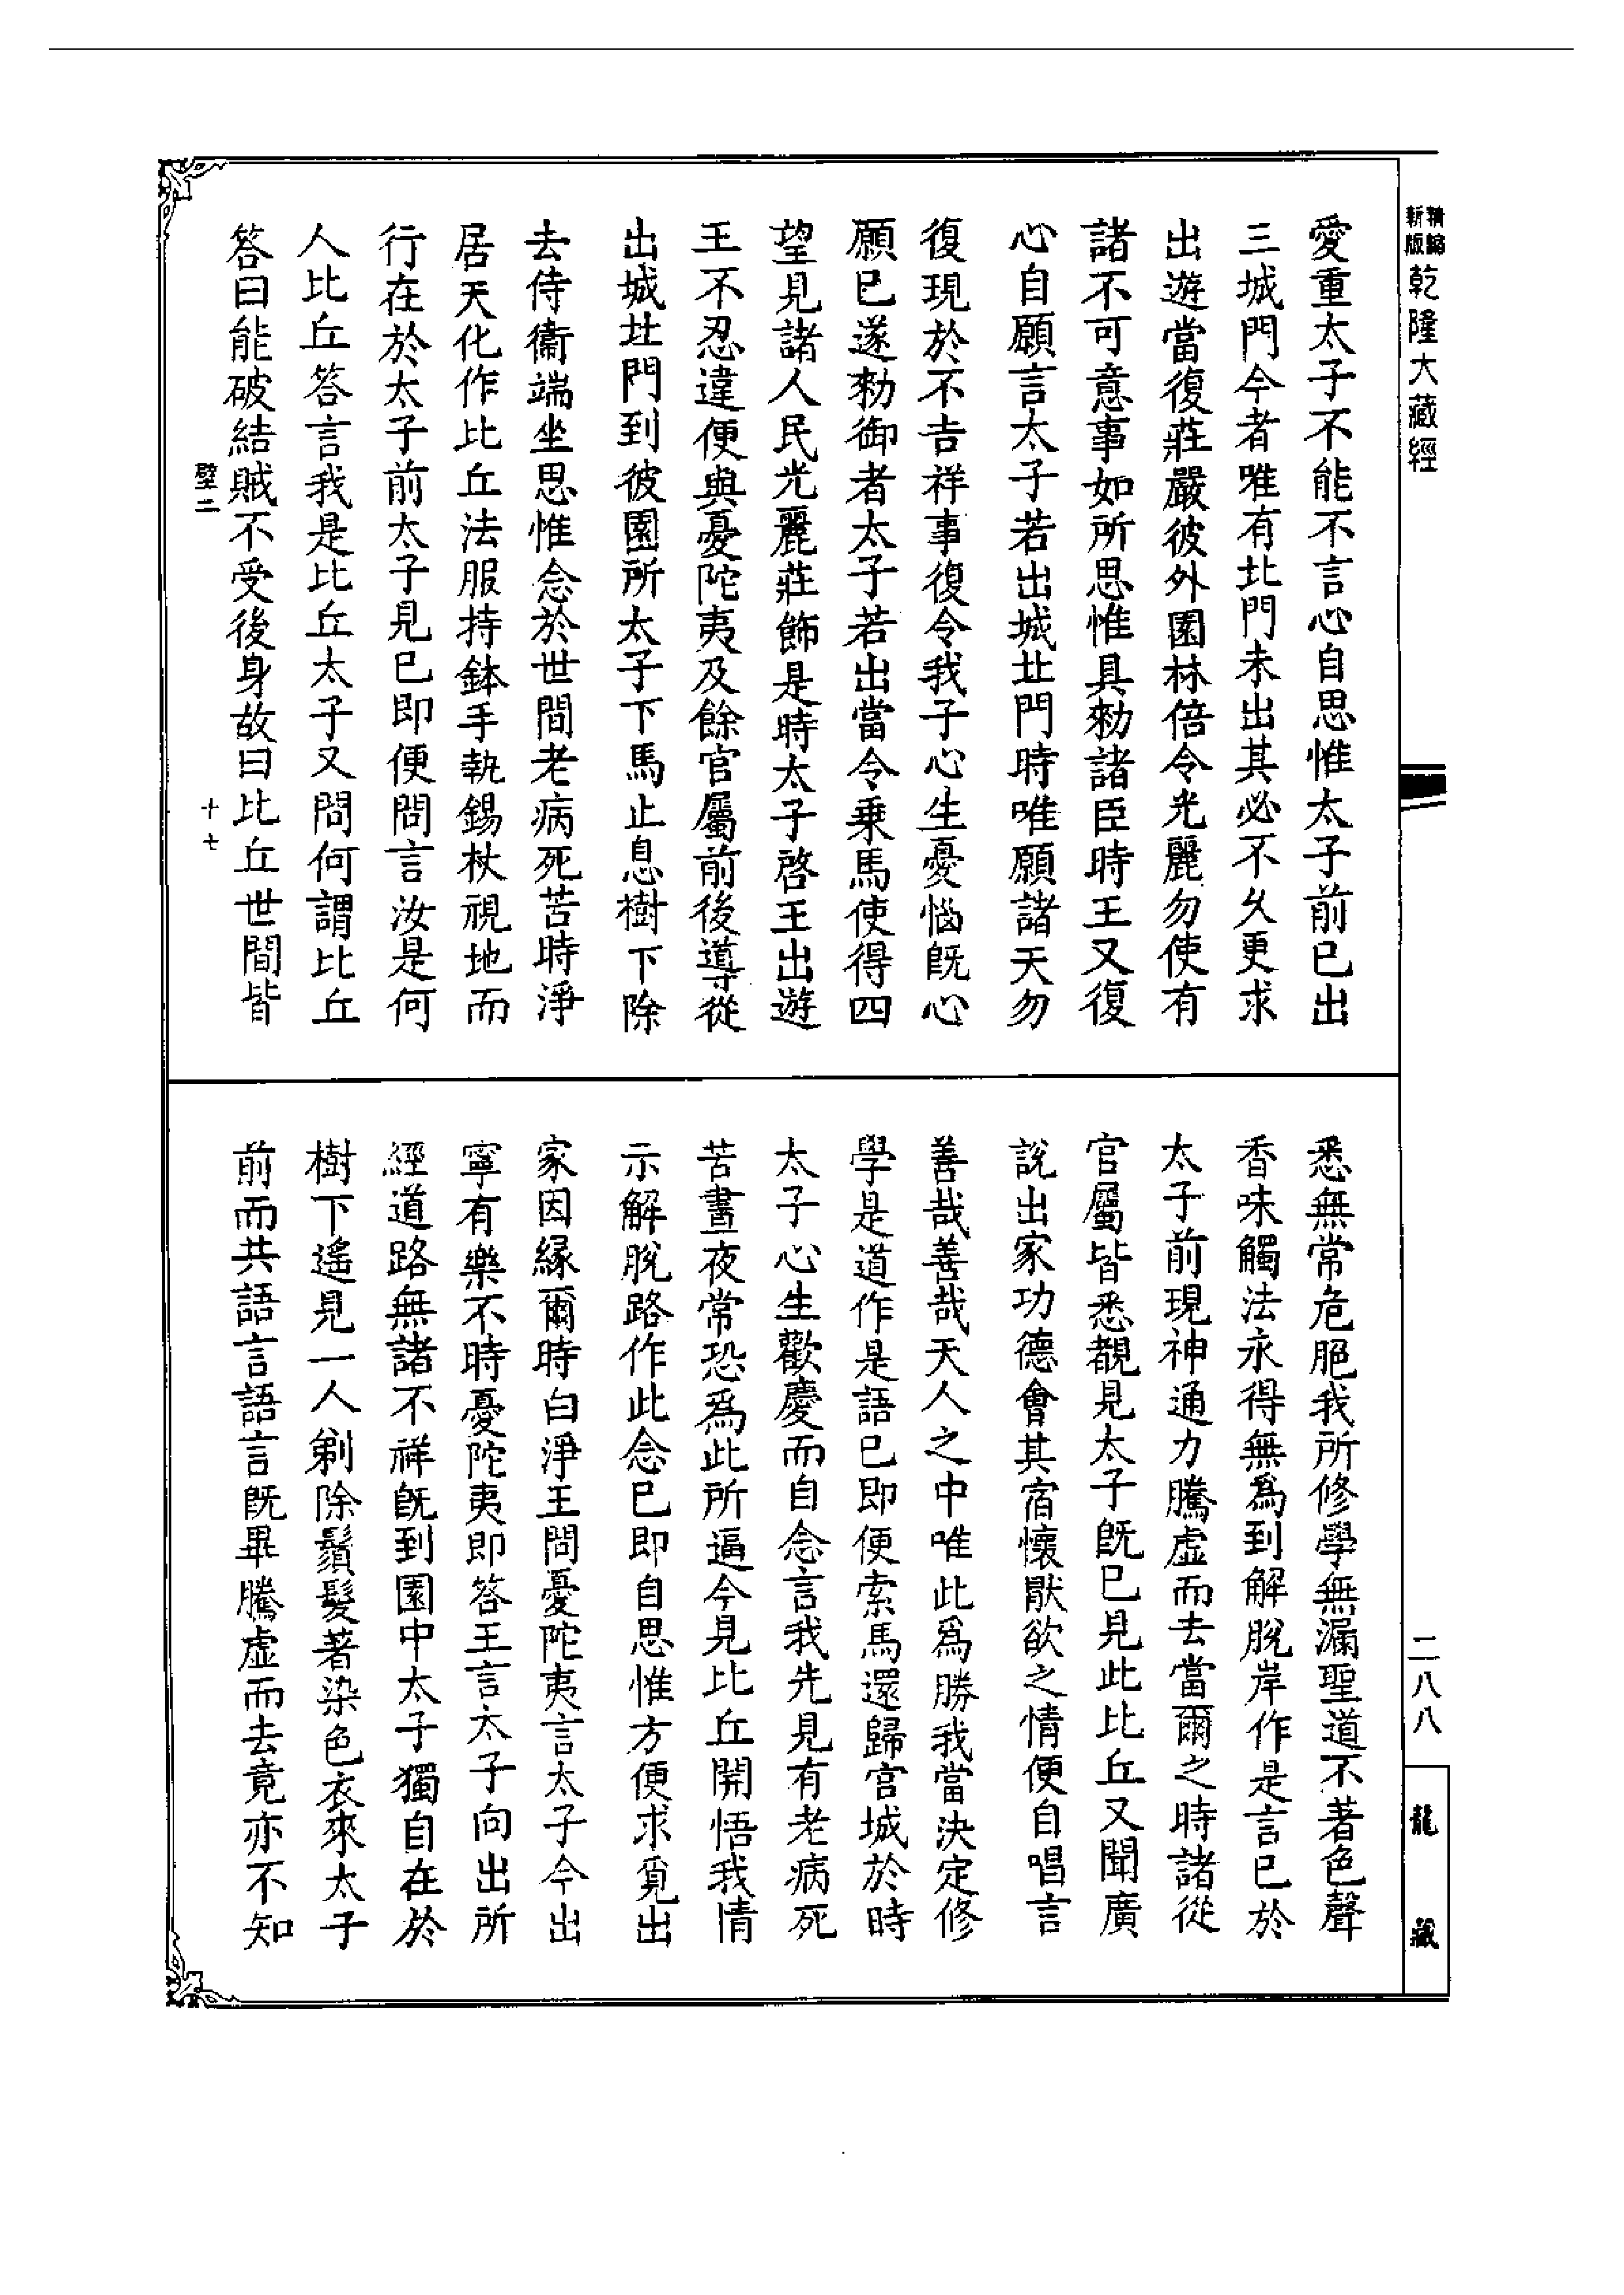 精縮
新版
乾隆大藏經
二八八
龍藏
愛重太子不能不言心自思惟太子前已出
三城門今者唯有北門未出其必不久更求
出遊當復莊嚴彼外園林倍令光麗勿使有
諸不可意事如所思惟具勑諸臣時王又復
心自願言太子若出城北門時唯願諸天勿
復現於不吉祥事復令我子心生憂惱既心
願已遂勑御者太子若出當令乗馬使得四
望見諸人民光麗莊飾是時太子啓王出遊
王不忍違便與憂陀夷及餘官屬前後導從
出城北門到彼園所太子下馬止息樹下除
去侍衞端坐思惟念於世間老病死苦時淨
居天化作比丘法服持鉢手執錫杖視地而
行在於太子前太子見已即便問言汝是何
人比丘答言我是比丘太子又問何謂比丘
答曰能破結賊不受後身故曰比丘世間皆
壁二
十七
悉無常危脃我所修學無漏聖道不著色聲
香味觸法永得無爲到解脫岸作是言已於
太子前現神通力騰虛而去當爾之時諸從
官屬皆悉覩見太子既已見此比丘又聞廣
說出家功德會其宿懷厭欲之情便自唱言
善哉善哉天人之中唯此爲勝我當決定修
學是道作是語已即便索馬還歸宮城於時
太子心生歡慶而自念言我先見有老病死
苦晝夜常恐爲此所逼今見比丘開悟我情
示解脫路作此念已即自思惟方便求覓出
家因縁爾時白淨王問憂陀夷言太子今出
寧有樂不時憂陀夷即答王言太子向出所
經道路無諸不祥既到園中太子獨自在於
樹下遙見一人剃除鬚髮著染色衣來太子
前而共語言語言既畢騰虛而去竟亦不知